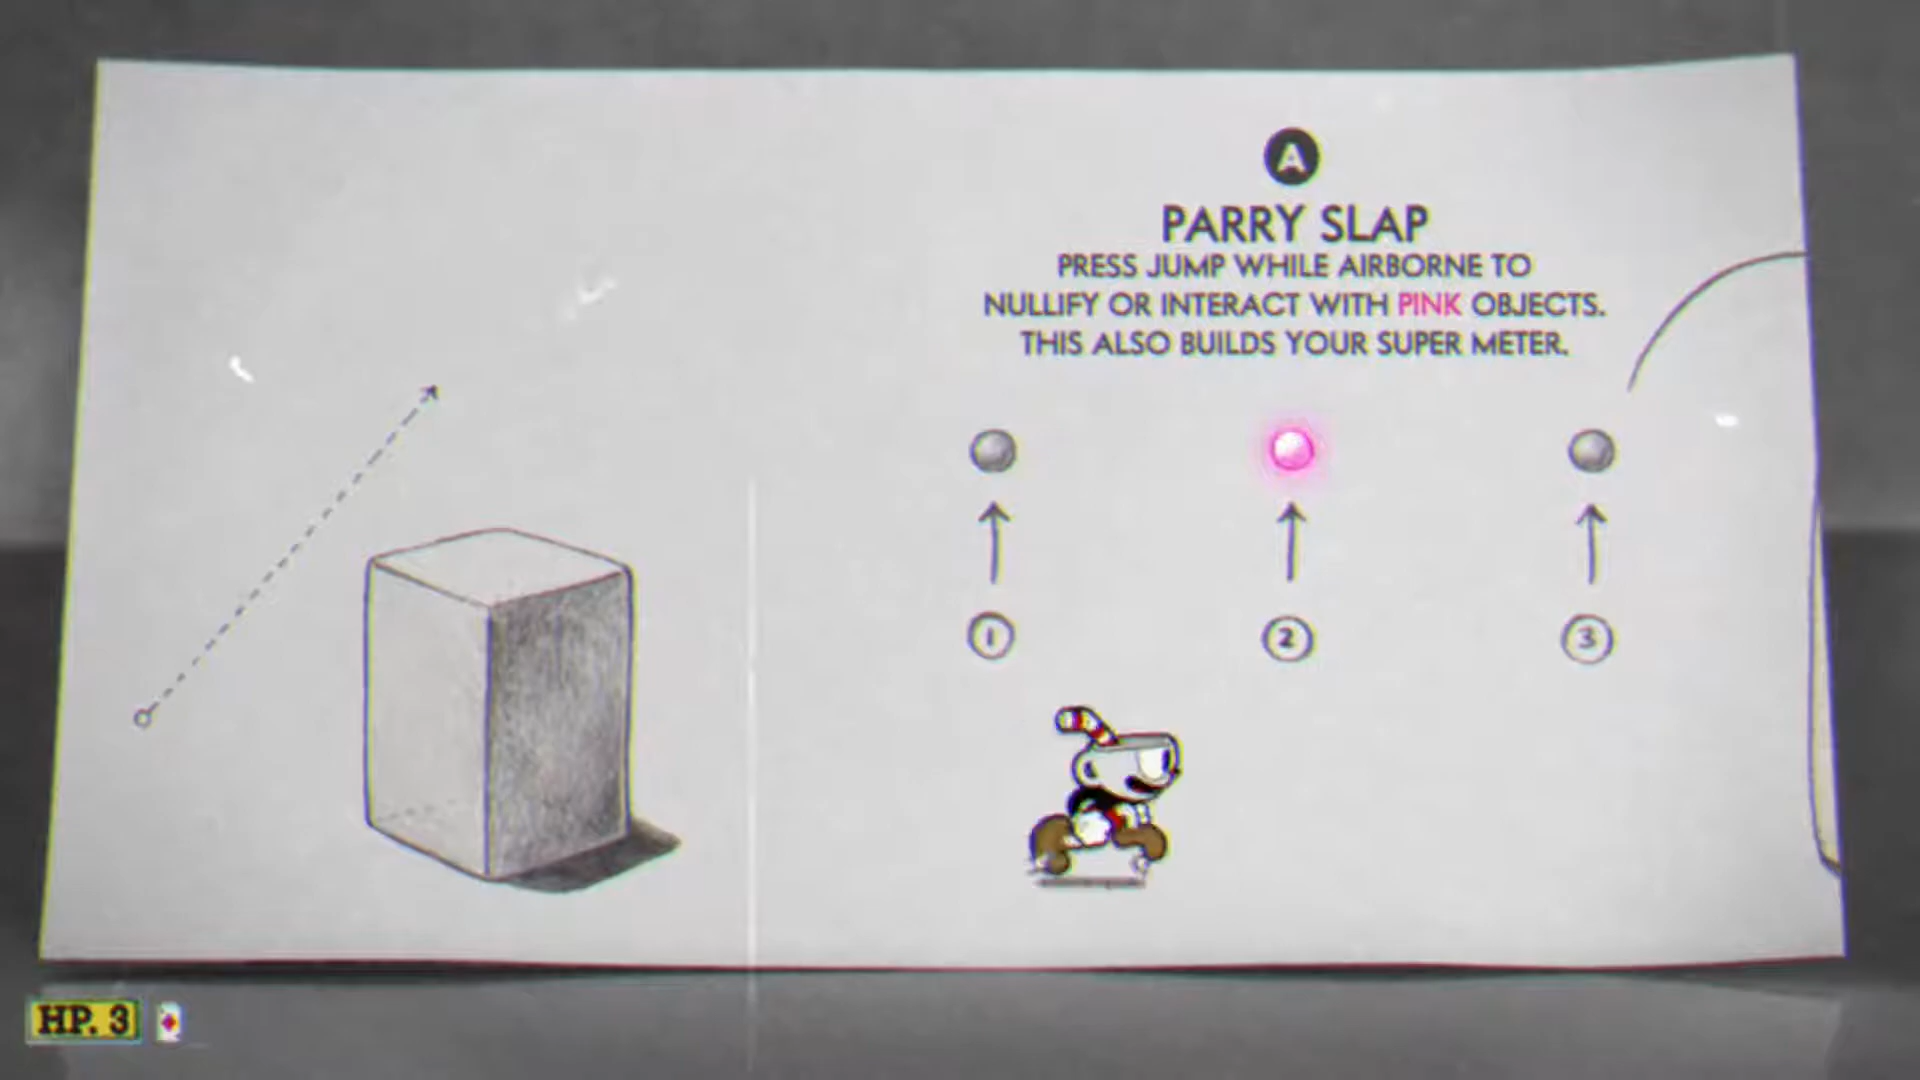 A
PARRY SLAP
PRESS JUMP WHILE AIRBORNE TO
NULLIFY OR INTERACT WITH PINK OBJECTS.
THIS ALSO BUILDS YOUR SUPER METER.
1 2 3
HP. 3